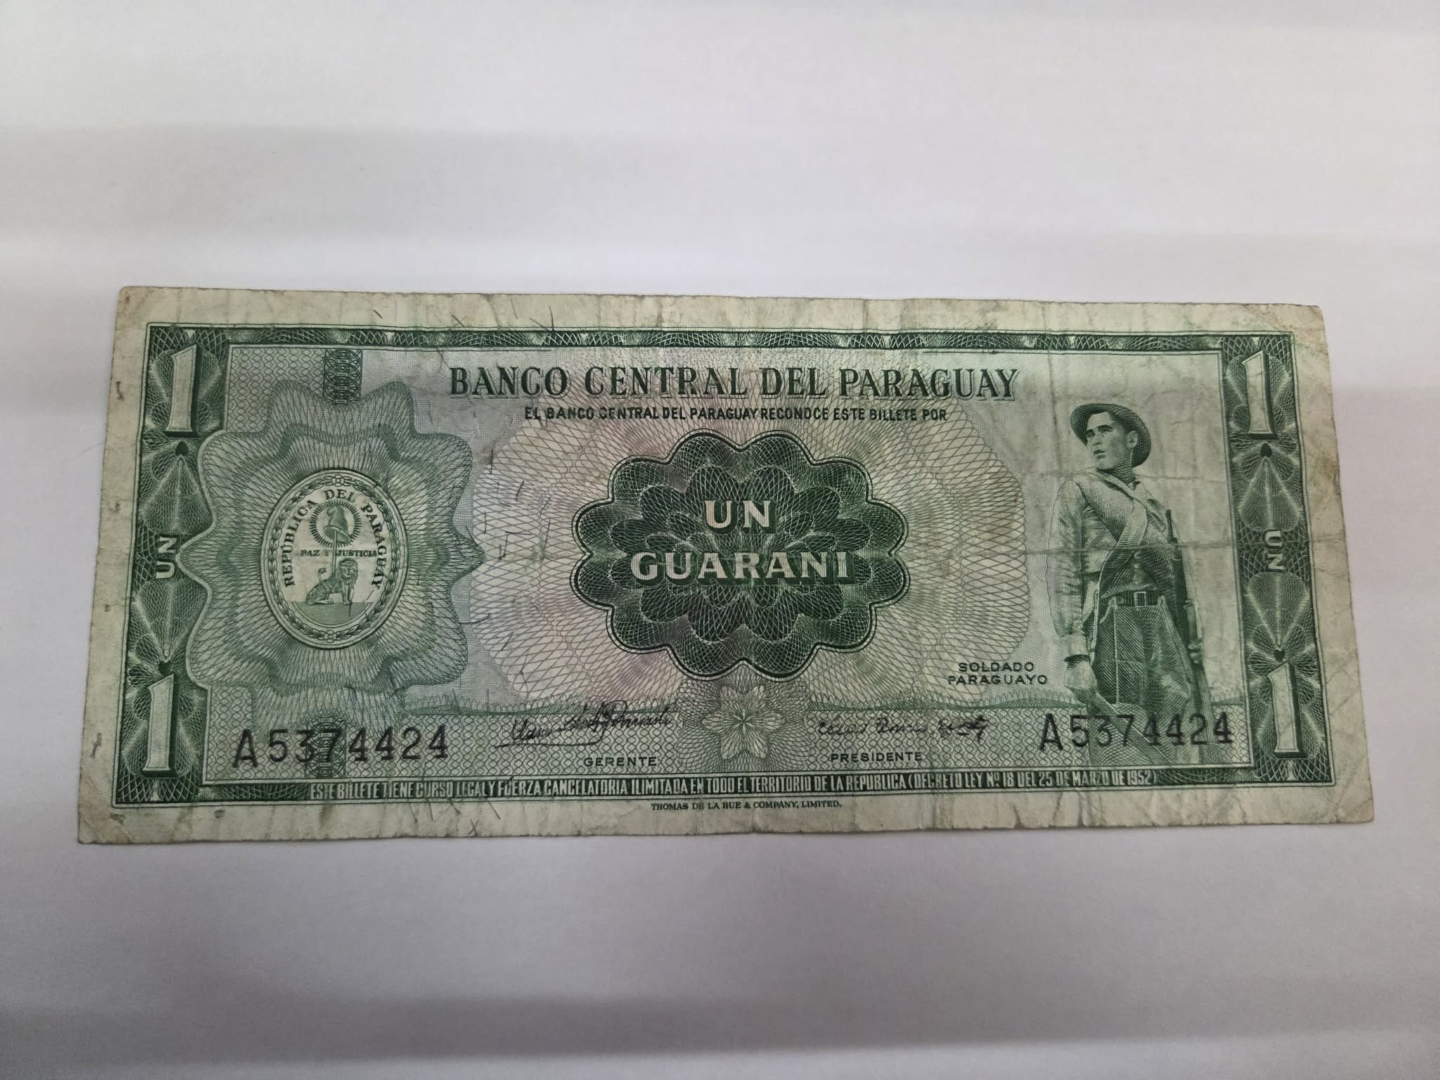 1
1
BANCO CENTRAL DEL PARAGUAY
EL BANCO CENTRAL DEL PARAGUAY RECONOCE ESTE BILLETE POR
UN
GUARANI
REPÚBLICA DEL PARAGUAY
PAZ Y JUSTICIA
UN
UN
SOLDADO
PARAGUAYO
1
1
A5374424
A5374424
GERENTE
PRESIDENTE
ESTE BILLETE TIENE CURSO LEGAL Y FUERZA CANCELATORIA ILIMITADA EN TODO EL TERRITORIO DE LA REPUBLICA (DECRETO LEY Nº 18 DEL 25 DE MARZO DE 1952)
THOMAS DE LA RUE & COMPANY, LIMITED.